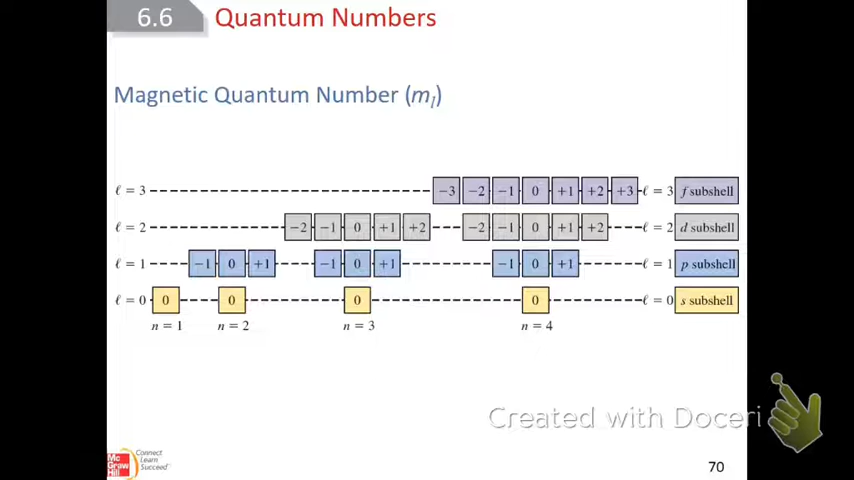 6.6 Quantum Numbers
Magnetic Quantum Number (mₗ)
ℓ = 3 −3 −2 −1 0 +1 +2 +3 ℓ = 3 f subshell
ℓ = 2 −2 −1 0 +1 +2 −2 −1 0 +1 +2 ℓ = 2 d subshell
ℓ = 1 −1 0 +1 −1 0 +1 −1 0 +1 ℓ = 1 p subshell
ℓ = 0 0 0 0 0 ℓ = 0 s subshell
n = 1 n = 2 n = 3 n = 4
Created with Doceri
Mc Graw Hill
Connect
Learn
Succeed
70